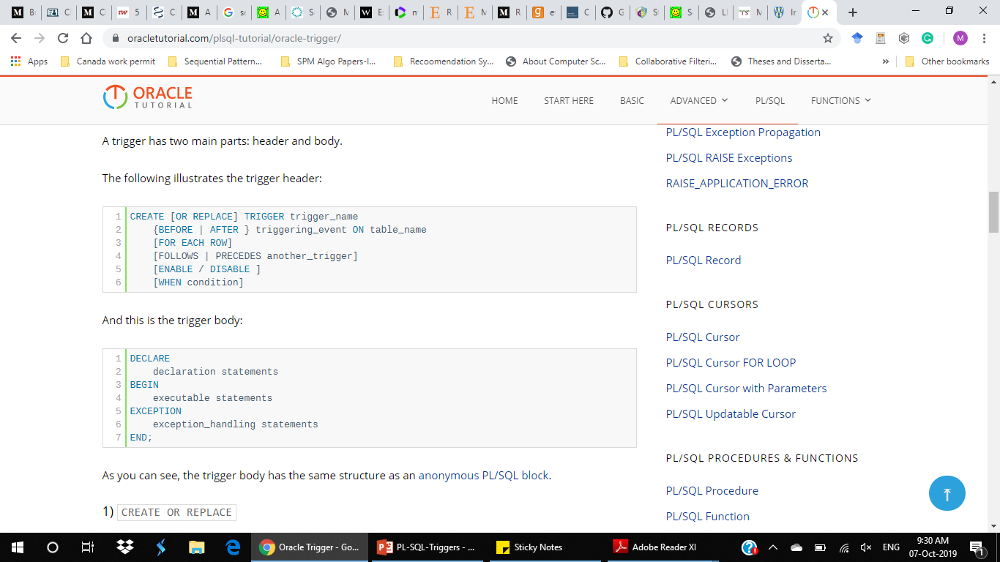 oracletutorial.com/plsql-tutorial/oracle-trigger/
Apps
Canada work permit
Sequential Pattern...
SPM Algo Papers-I...
Recoomendation Sy...
About Computer Sc...
Collaborative Filteri...
Theses and Disserta...
»
Other bookmarks
ORACLE
TUTORIAL
HOME
START HERE
BASIC
ADVANCED
PL/SQL
FUNCTIONS
A trigger has two main parts: header and body.
The following illustrates the trigger header:
1 CREATE [OR REPLACE] TRIGGER trigger_name
2 {BEFORE | AFTER } triggering_event ON table_name
3 [FOR EACH ROW]
4 [FOLLOWS | PRECEDES another_trigger]
5 [ENABLE / DISABLE ]
6 [WHEN condition]
And this is the trigger body:
1 DECLARE
2 declaration statements
3 BEGIN
4 executable statements
5 EXCEPTION
6 exception_handling statements
7 END;
As you can see, the trigger body has the same structure as an anonymous PL/SQL block.
1) CREATE OR REPLACE
PL/SQL Exception Propagation
PL/SQL RAISE Exceptions
RAISE_APPLICATION_ERROR
PL/SQL RECORDS
PL/SQL Record
PL/SQL CURSORS
PL/SQL Cursor
PL/SQL Cursor FOR LOOP
PL/SQL Cursor with Parameters
PL/SQL Updatable Cursor
PL/SQL PROCEDURES & FUNCTIONS
PL/SQL Procedure
PL/SQL Function
Oracle Trigger - Go...
PL-SQL-Triggers - ...
Sticky Notes
Adobe Reader XI
ENG
9:30 AM
07-Oct-2019
1